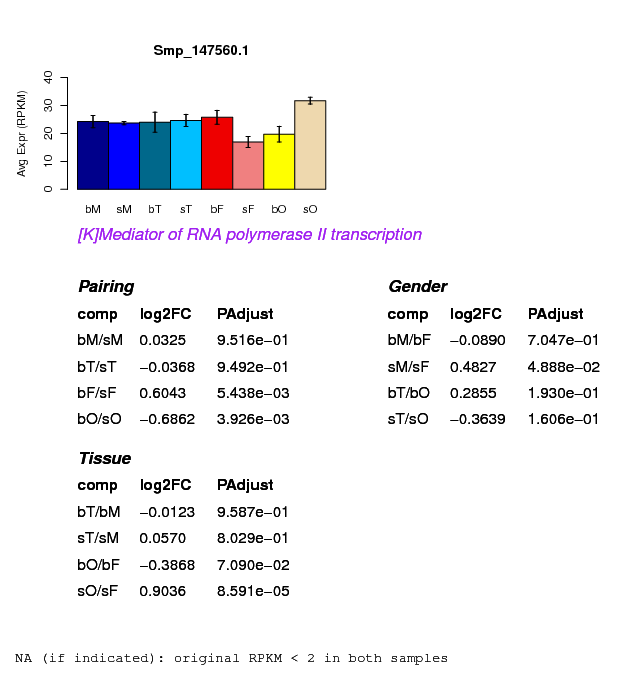 Smp_147560.1
Avg Expr (RPKM)
40
30
20
10
0
bM sM bT sT bF sF bO sO
[K]Mediator of RNA polymerase II transcription
Pairing
comp log2FC PAdjust
bM/sM 0.0325 9.516e−01
bT/sT −0.0368 9.492e−01
bF/sF 0.6043 5.438e−03
bO/sO −0.6862 3.926e−03
Gender
comp log2FC PAdjust
bM/bF −0.0890 7.047e−01
sM/sF 0.4827 4.888e−02
bT/bO 0.2855 1.930e−01
sT/sO −0.3639 1.606e−01
Tissue
comp log2FC PAdjust
bT/bM −0.0123 9.587e−01
sT/sM 0.0570 8.029e−01
bO/bF −0.3868 7.090e−02
sO/sF 0.9036 8.591e−05
NA (if indicated): original RPKM < 2 in both samples